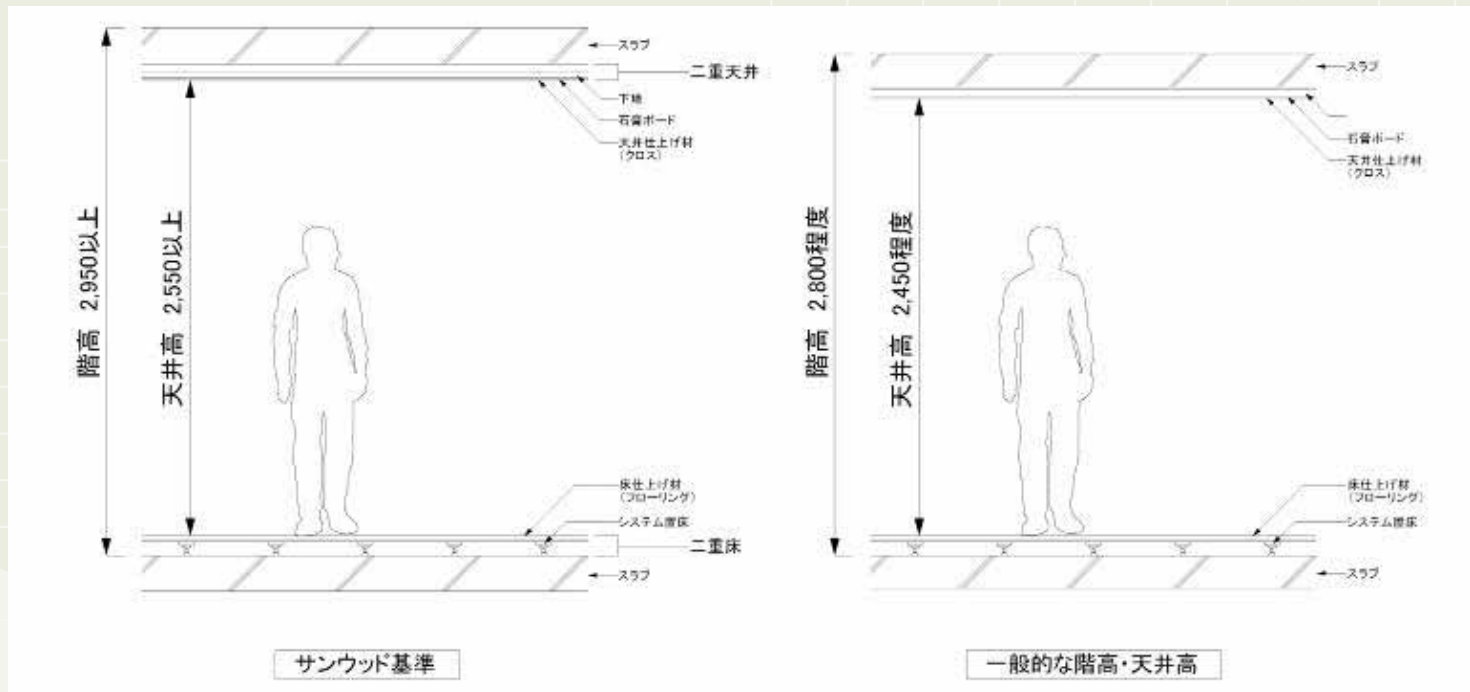 スラブ
二重天井
下地
石膏ボード
天井仕上げ材
(クロス)
階高 2,950以上
天井高 2,550以上
床仕上げ材
(フローリング)
システム置床
二重床
スラブ
サンウッド基準
スラブ
石膏ボード
天井仕上げ材
(クロス)
階高 2,800程度
天井高 2,450程度
床仕上げ材
(フローリング)
システム置床
スラブ
一般的な階高・天井高